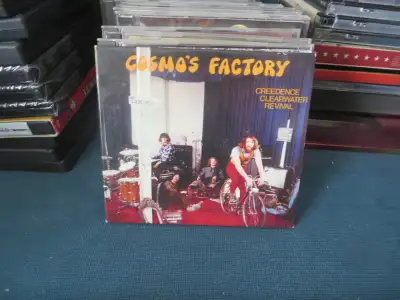 COSMO'S FACTORY
CREEDENCE
CLEARWATER
REVIVAL